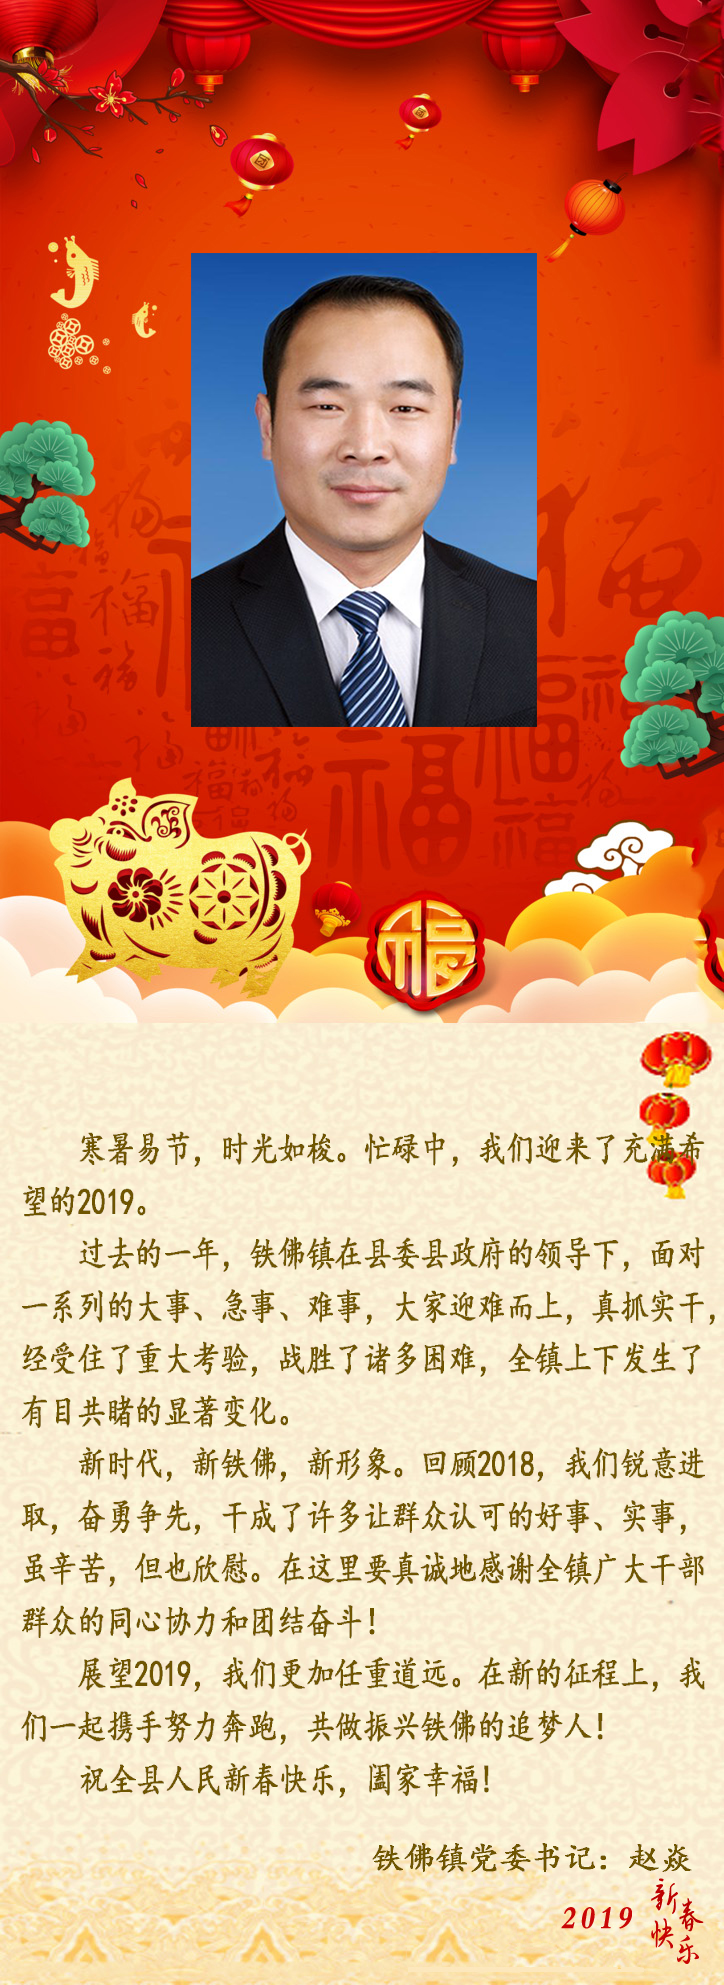 福
寒暑易节，时光如梭。忙碌中，我们迎来了充满希
望的2019。
过去的一年，铁佛镇在县委县政府的领导下，面对
一系列的大事、急事、难事，大家迎难而上，真抓实干，
经受住了重大考验，战胜了诸多困难，全镇上下发生了
有目共睹的显著变化。
新时代，新铁佛，新形象。回顾2018，我们锐意进
取，奋勇争先，干成了许多让群众认可的好事、实事，
虽辛苦，但也欣慰。在这里要真诚地感谢全镇广大干部
群众的同心协力和团结奋斗！
展望2019，我们更加任重道远。在新的征程上，我
们一起携手努力奔跑，共做振兴铁佛的追梦人！
祝全县人民新春快乐，阖家幸福！
铁佛镇党委书记：赵焱
2019 新春快乐